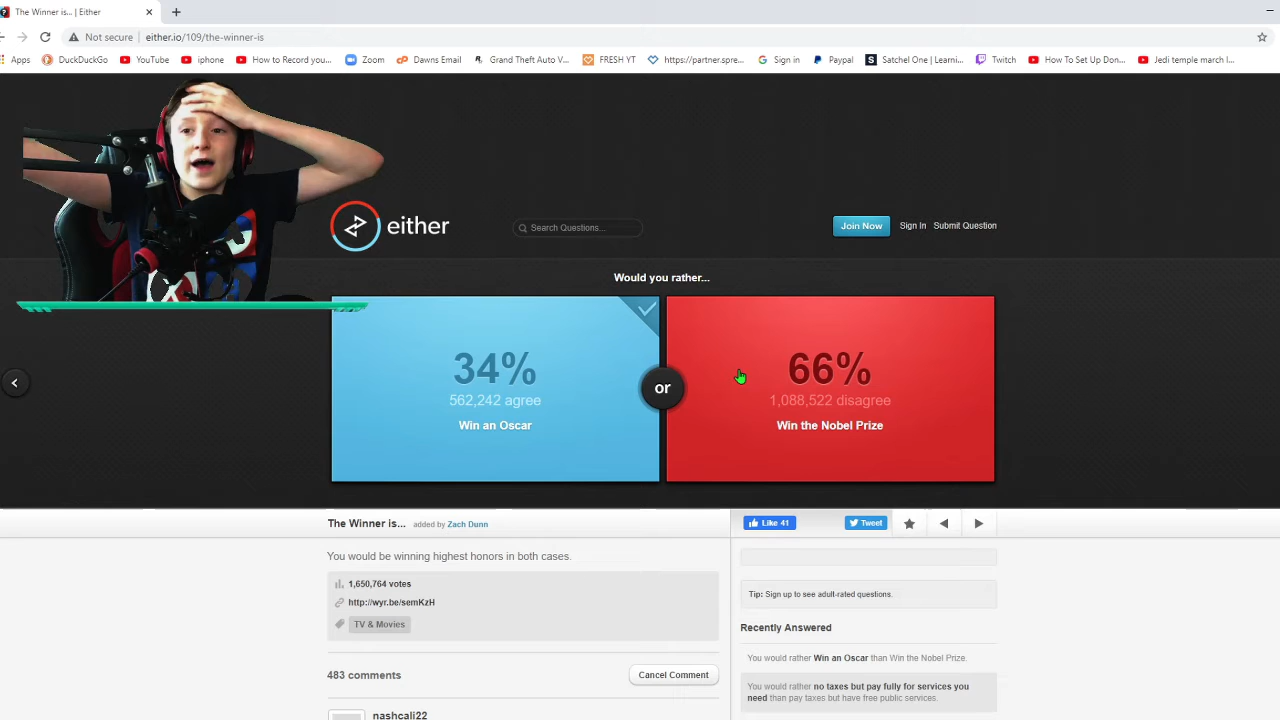 The Winner is... | Either
Not secure either.io/109/the-winner-is
Apps DuckDuckGo YouTube iphone How to record you... Zoom Dawns Email Grand Theft Auto V... FRESH YT https://partner.spre... Sign in Paypal Satchel One | Learni... Twitch How To Set Up Don... Jedi temple march l...
either
Search Questions...
Join Now Sign In Submit Question
Would you rather...
34%
562,242 agree
Win an Oscar
or
66%
1,088,522 disagree
Win the Nobel Prize
The Winner is... added by Zach Dunn
You would be winning highest honors in both cases.
1,650,764 votes
http://wyr.be/semKzH
TV & Movies
483 comments Cancel Comment
nashcali22
Like 41 Tweet
Tip: Sign up to see adult-rated questions.
Recently Answered
You would rather Win an Oscar than Win the Nobel Prize.
You would rather no taxes but pay fully for services you
need than pay taxes but have free public services.